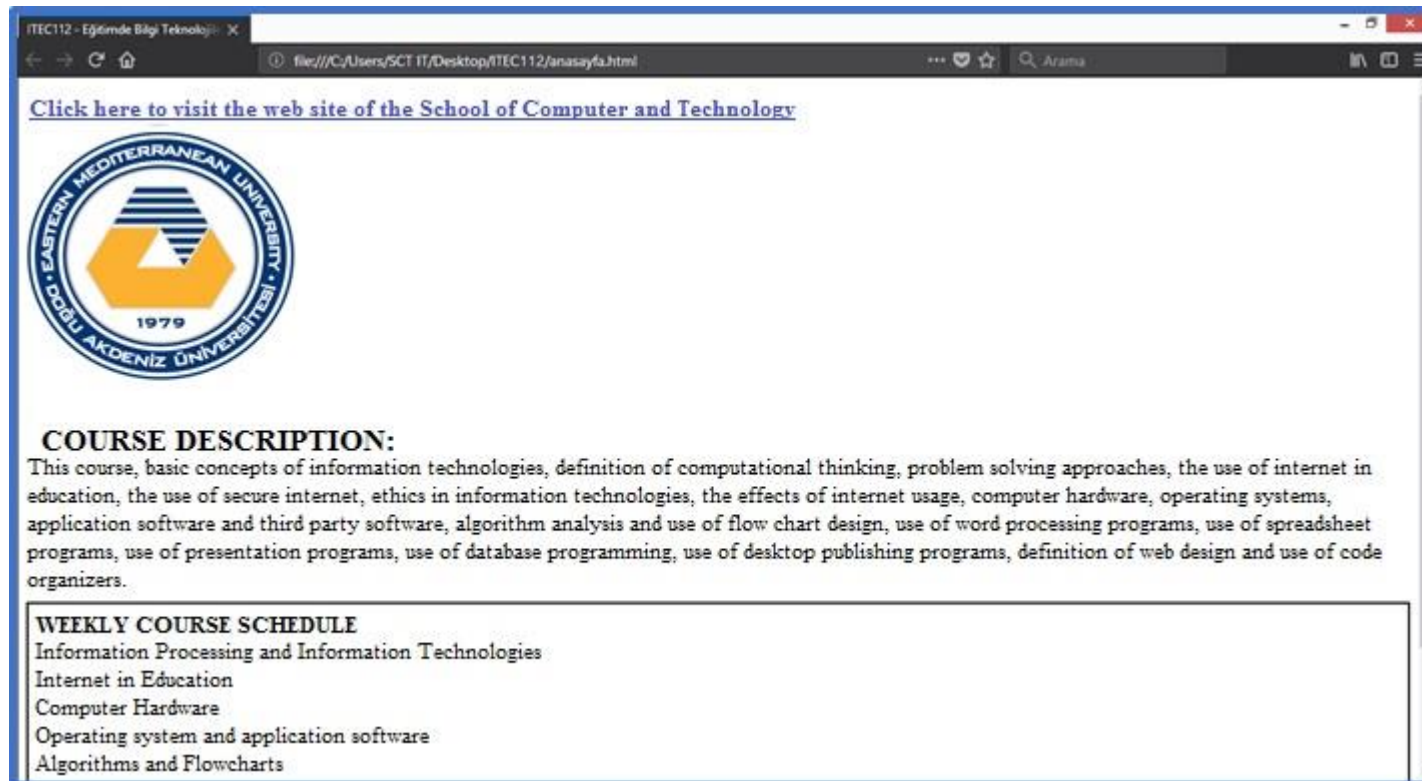 ITEC112 - Eğitimde Bilgi Teknoloji
file:///C:/Users/SCT IT/Desktop/ITEC112/anasayfa.html
Arama
Click here to visit the web site of the School of Computer and Technology
EASTERN MEDITERRANEAN UNIVERSITY
1979
DOĞU AKDENİZ ÜNİVERSİTESİ
COURSE DESCRIPTION:
This course, basic concepts of information technologies, definition of computational thinking, problem solving approaches, the use of internet in
education, the use of secure internet, ethics in information technologies, the effects of internet usage, computer hardware, operating systems,
application software and third party software, algorithm analysis and use of flow chart design, use of word processing programs, use of spreadsheet
programs, use of presentation programs, use of database programming, use of desktop publishing programs, definition of web design and use of code
organizers.
WEEKLY COURSE SCHEDULE
Information Processing and Information Technologies
Internet in Education
Computer Hardware
Operating system and application software
Algorithms and Flowcharts